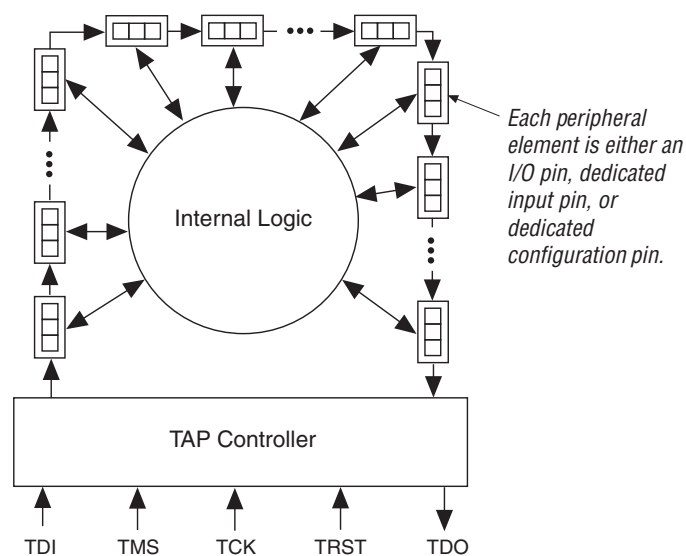 Each peripheral
element is either an
I/O pin, dedicated
input pin, or
dedicated
configuration pin.
Internal Logic
TAP Controller
TDI TMS TCK TRST TDO